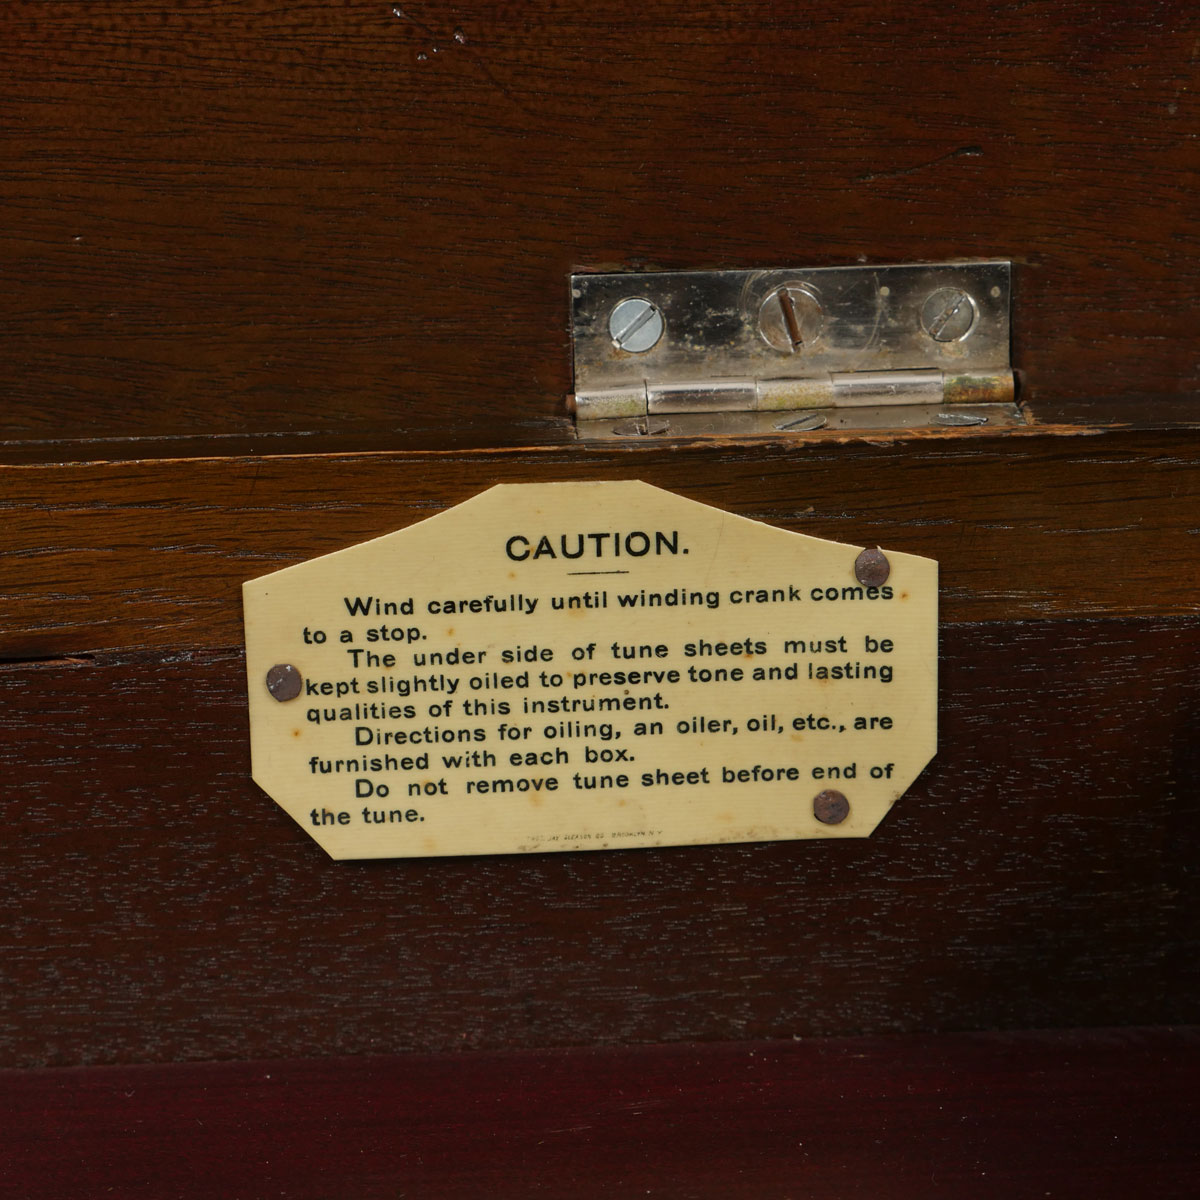 CAUTION.
Wind carefully until winding crank comes
to a stop.
The under side of tune sheets must be
kept slightly oiled to preserve tone and lasting
qualities of this instrument.
Directions for oiling, an oiler, oil, etc., are
furnished with each box.
Do not remove tune sheet before end of
the tune.
BROOKLYN N.Y